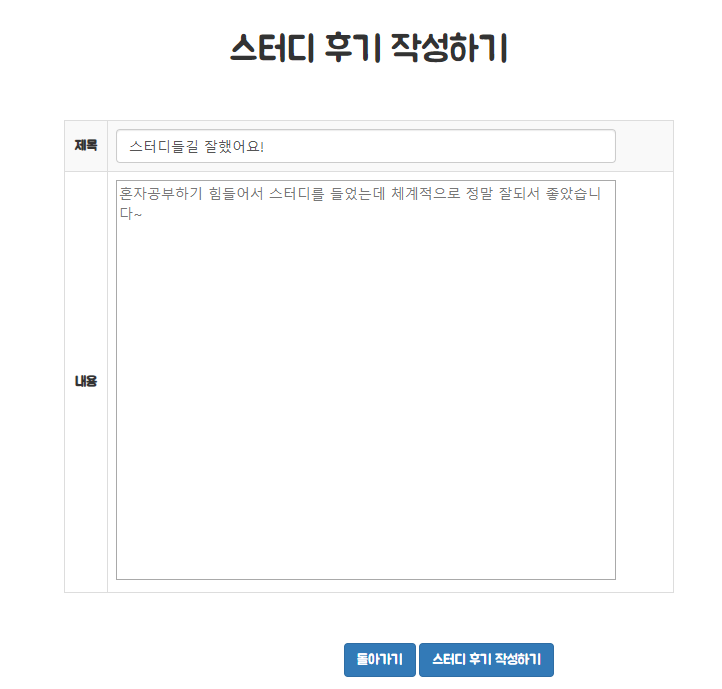 스터디 후기 작성하기
제목
스터디들길 잘했어요!
혼자공부하기 힘들어서 스터디를 들었는데 체계적으로 정말 잘되서 좋았습니
다~
내용
돌아가기
스터디 후기 작성하기